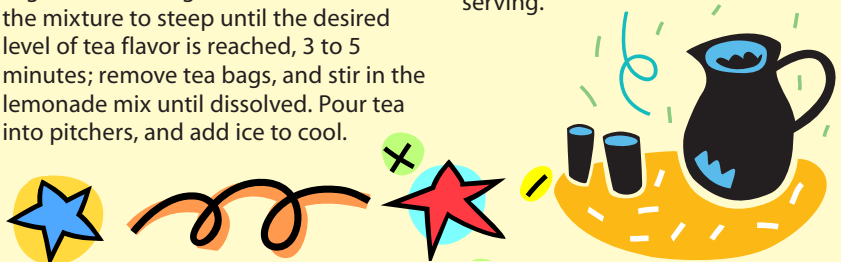 the mixture to steep until the desired
level of tea flavor is reached, 3 to 5
minutes; remove tea bags, and stir in the
lemonade mix until dissolved. Pour tea
into pitchers, and add ice to cool.
serving.